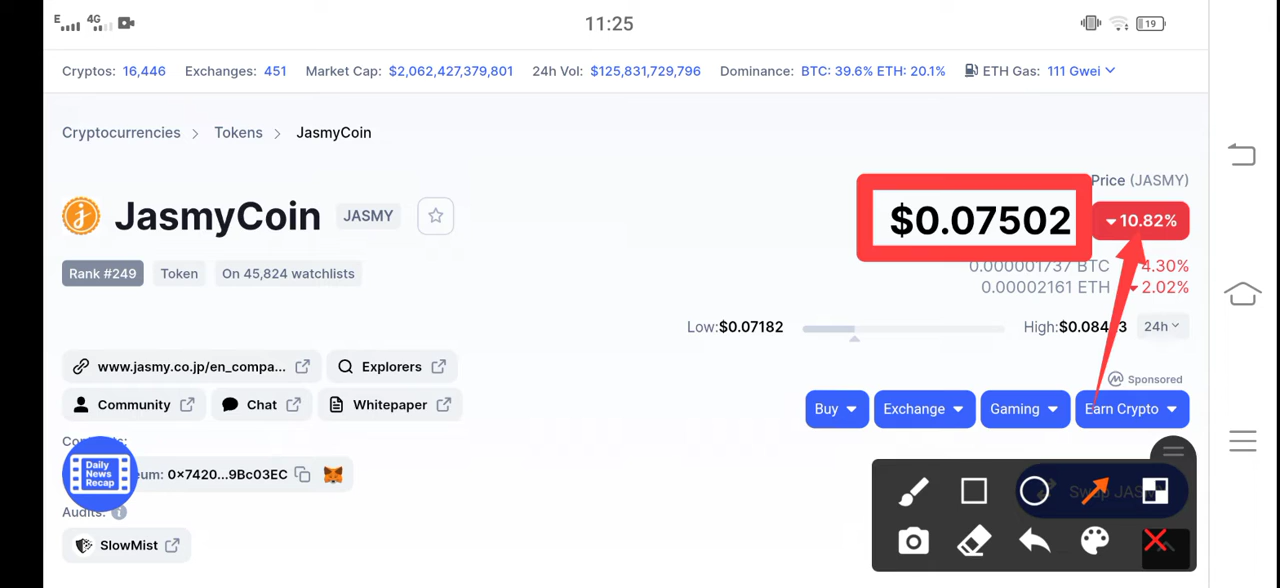 E 4G 11:25 19
Cryptos: 16,446 Exchanges: 451 Market Cap: $2,062,427,379,801 24h Vol: $125,831,729,796 Dominance: BTC: 39.6% ETH: 20.1% ETH Gas: 111 Gwei
Cryptocurrencies > Tokens > JasmyCoin
Price (JASMY)
JasmyCoin JASMY $0.07502 10.82%
Rank #249 Token On 45,824 watchlists 0.000001737 BTC 4.30%
0.00002161 ETH 2.02%
Low:$0.07182 High: 24h
www.jasmy.co.jp/en_compa... Explorers
Sponsored
Community Chat Whitepaper Buy Exchange Gaming Earn Crypto
Daily
News
Recap
0x7420...9Bc03EC
Swap
Audits: i
SlowMist